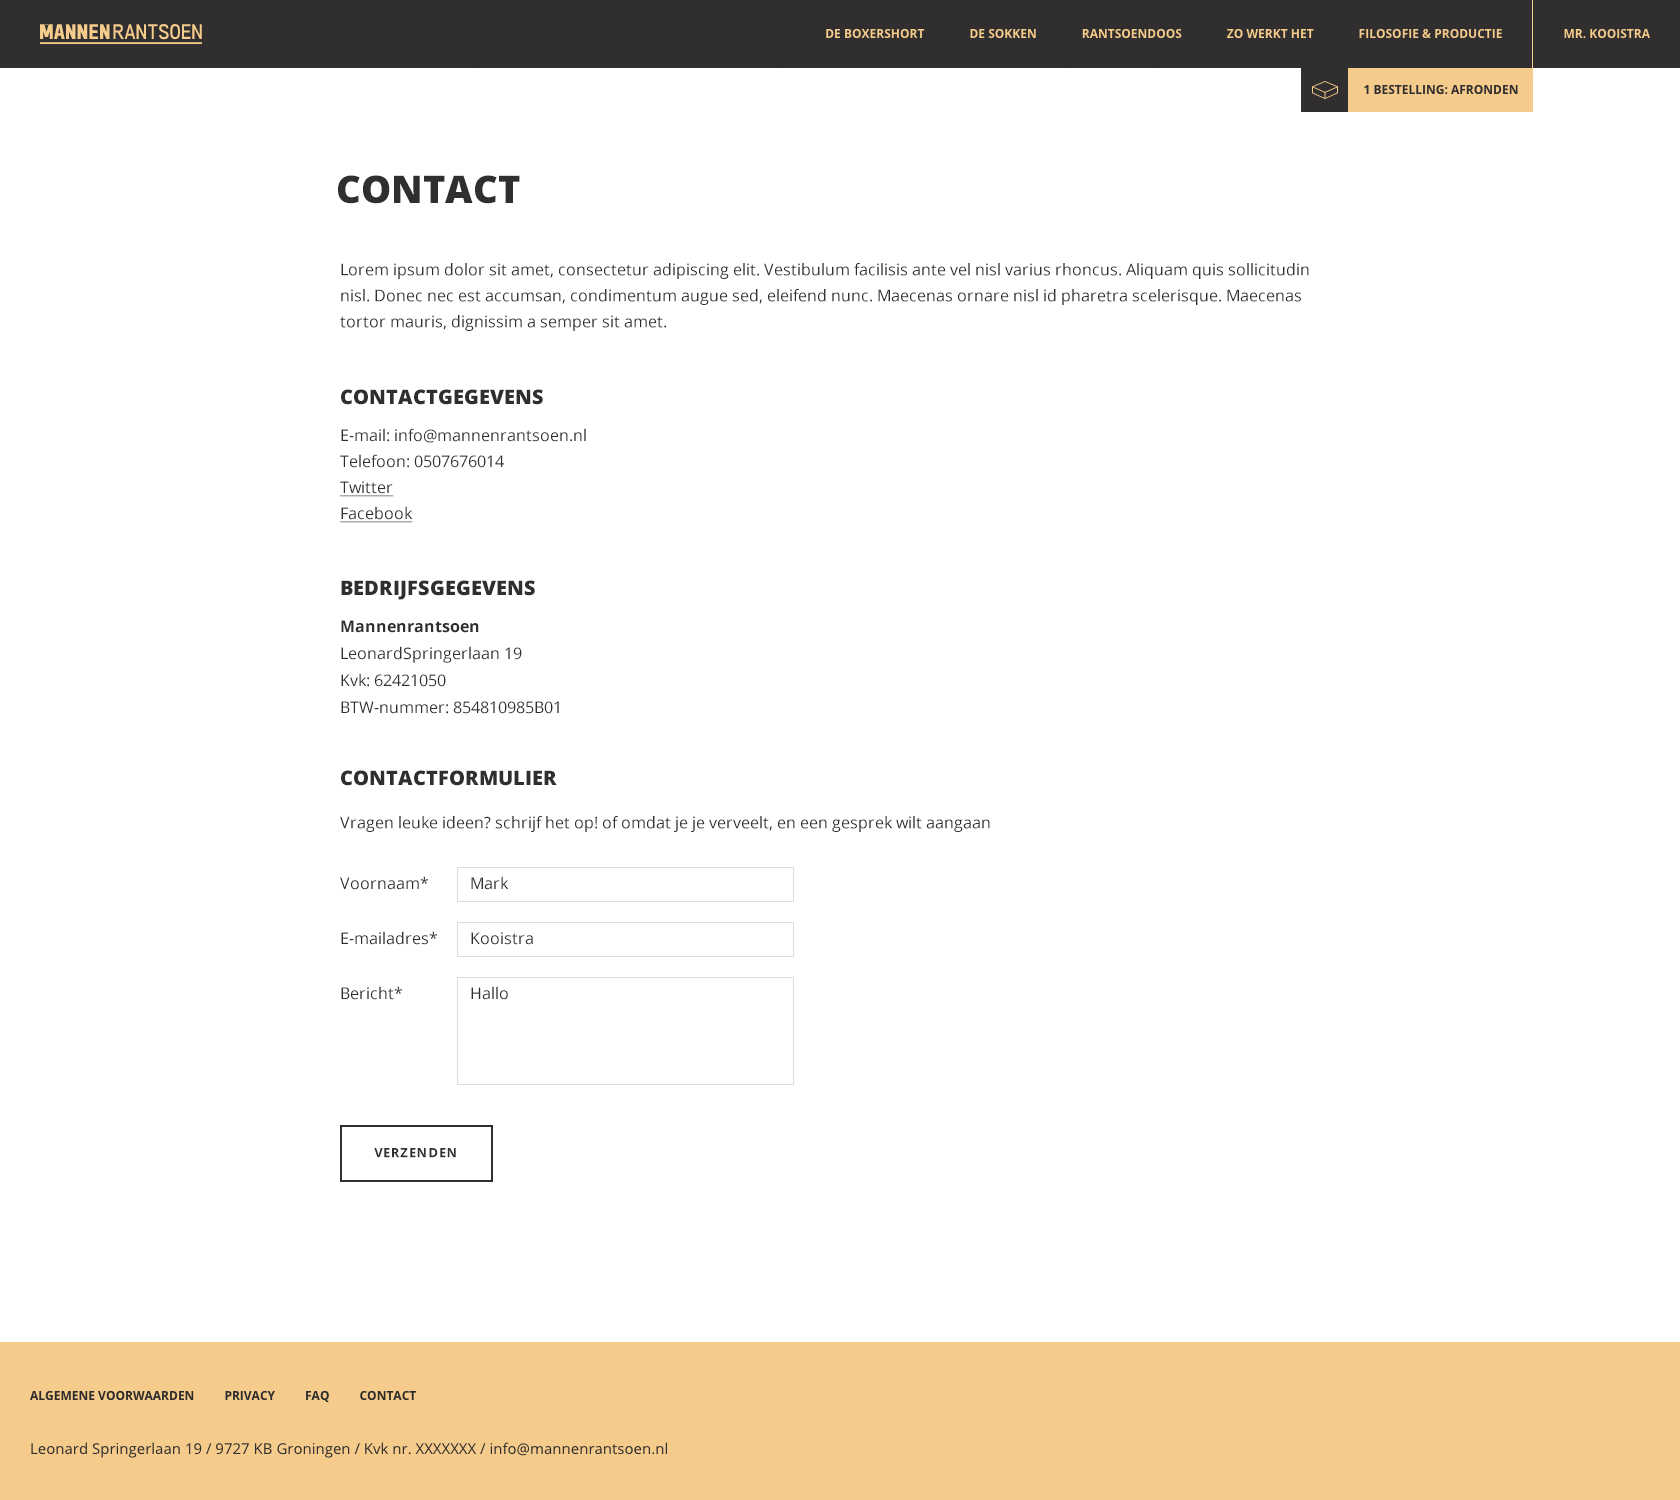 MANNENRANTSOEN
DE BOXERSHORT DE SOKKEN RANTSOENDOOS ZO WERKT HET FILOSOFIE & PRODUCTIE MR. KOOISTRA
1 BESTELLING: AFRONDEN
CONTACT
Lorem ipsum dolor sit amet, consectetur adipiscing elit. Vestibulum facilisis ante vel nisl varius rhoncus. Aliquam quis sollicitudin
nisl. Donec nec est accumsan, condimentum augue sed, eleifend nunc. Maecenas ornare nisl id pharetra scelerisque. Maecenas
tortor mauris, dignissim a semper sit amet.
CONTACTGEGEVENS
E-mail: info@mannenrantsoen.nl
Telefoon: 0507676014
Twitter
Facebook
BEDRIJFSGEGEVENS
Mannenrantsoen
LeonardSpringerlaan 19
Kvk: 62421050
BTW-nummer: 854810985B01
CONTACTFORMULIER
Vragen leuke ideen? schrijf het op! of omdat je je verveelt, en een gesprek wilt aangaan
Voornaam* Mark
E-mailadres* Kooistra
Bericht* Hallo
VERZENDEN
ALGEMENE VOORWAARDEN PRIVACY FAQ CONTACT
Leonard Springerlaan 19 / 9727 KB Groningen / Kvk nr. XXXXXXX / info@mannenrantsoen.nl